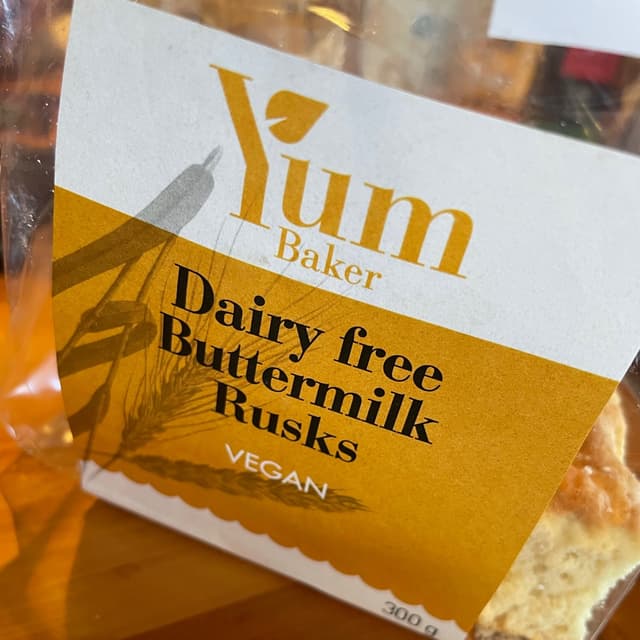 Yum
Baker
Dairy free
Buttermilk
Rusks
VEGAN
300 g